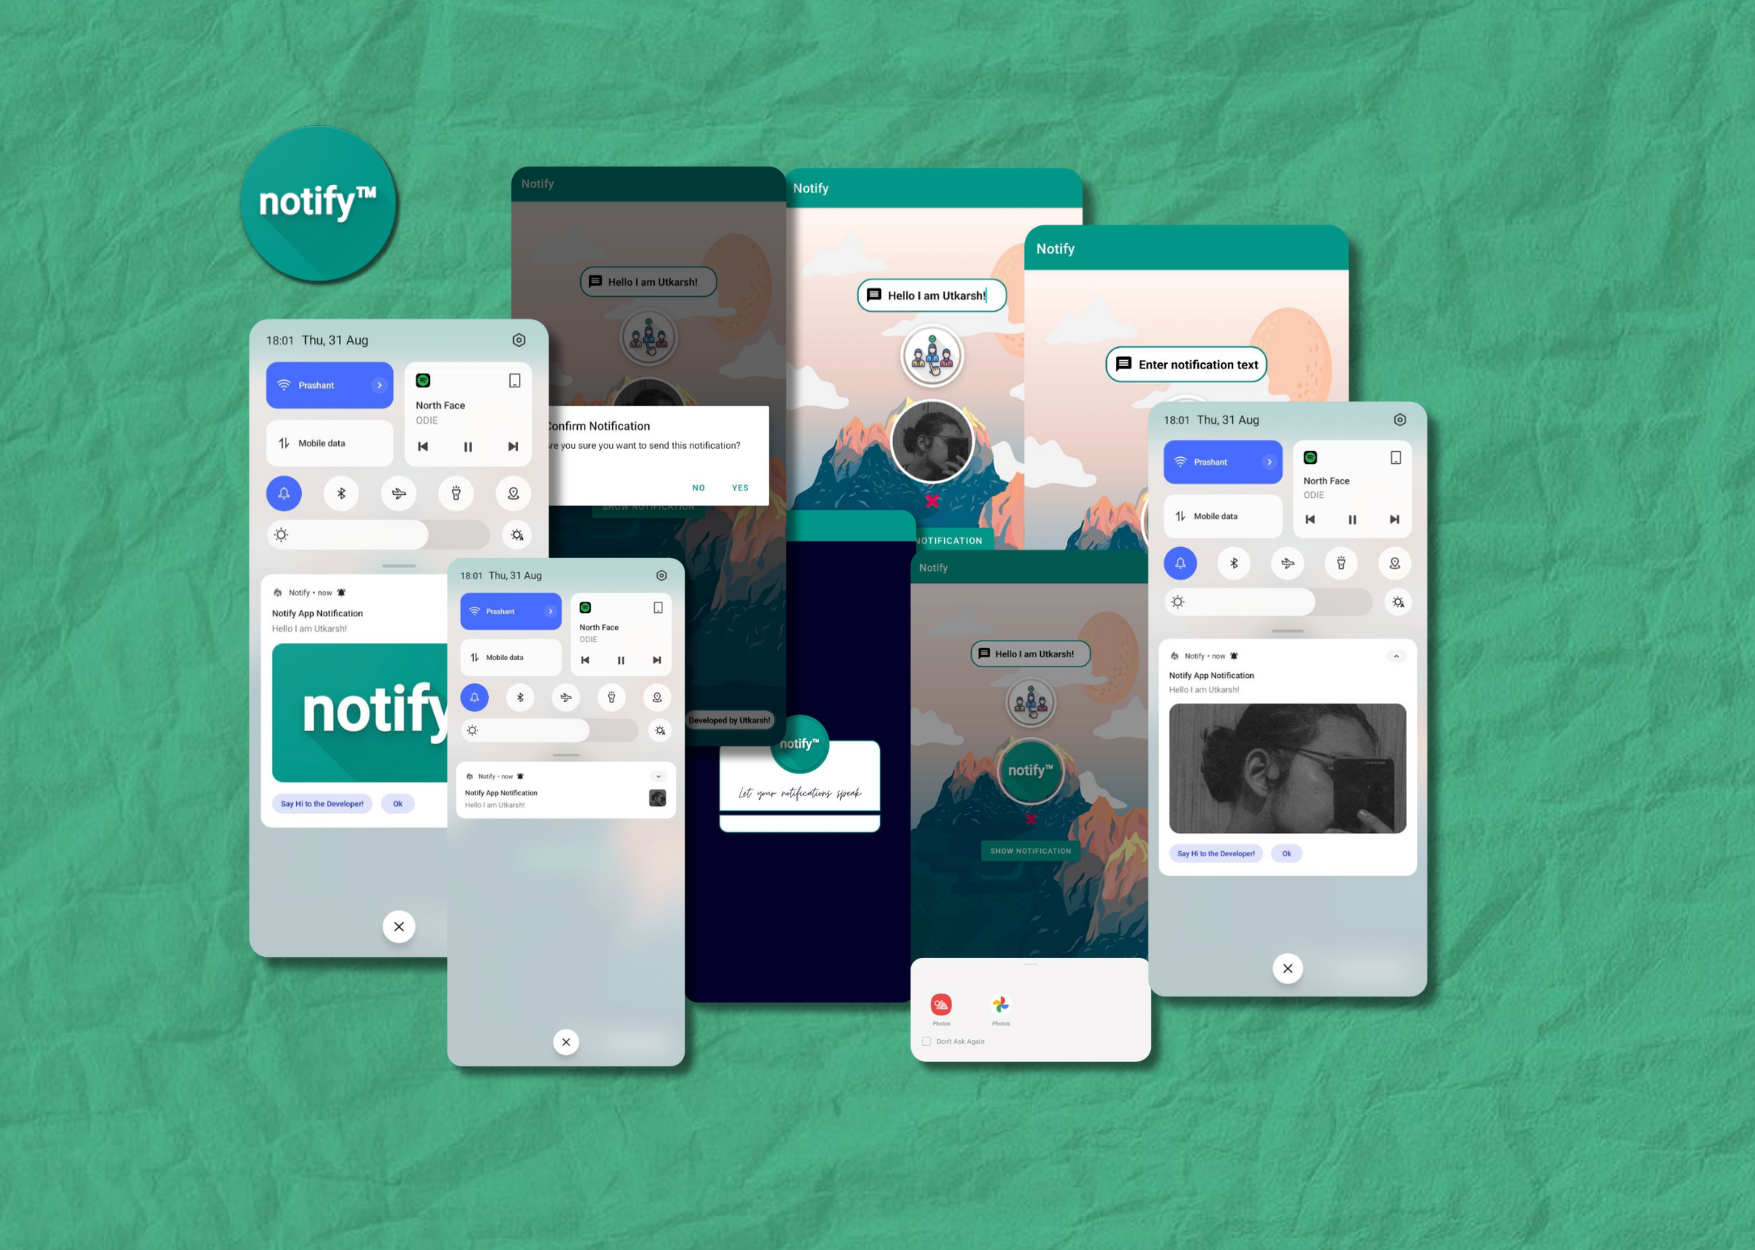 notify™
Notify
Hello I am Utkarsh!
Confirm Notification
Are you sure you want to send this notification?
NO YES
SHOW NOTIFICATION
Developed by Utkarsh!
Notify
Hello I am Utkarsh!
NOTIFICATION
Notify
Enter notification text
18:01 Thu, 31 Aug
Prashant
North Face
ODIE
Mobile data
Notify • now
Notify App Notification
Hello I am Utkarsh!
notify
Say Hi to the Developer! Ok
18:01 Thu, 31 Aug
Prashant
North Face
ODIE
Mobile data
Notify • now
Notify App Notification
Hello I am Utkarsh!
notify™
Let your notifications speak
Notify
Hello I am Utkarsh!
notify™
SHOW NOTIFICATION
Photos Photos
Don't Ask Again
18:01 Thu, 31 Aug
Prashant
North Face
ODIE
Mobile data
Notify • now
Notify App Notification
Hello I am Utkarsh!
Say Hi to the Developer! Ok